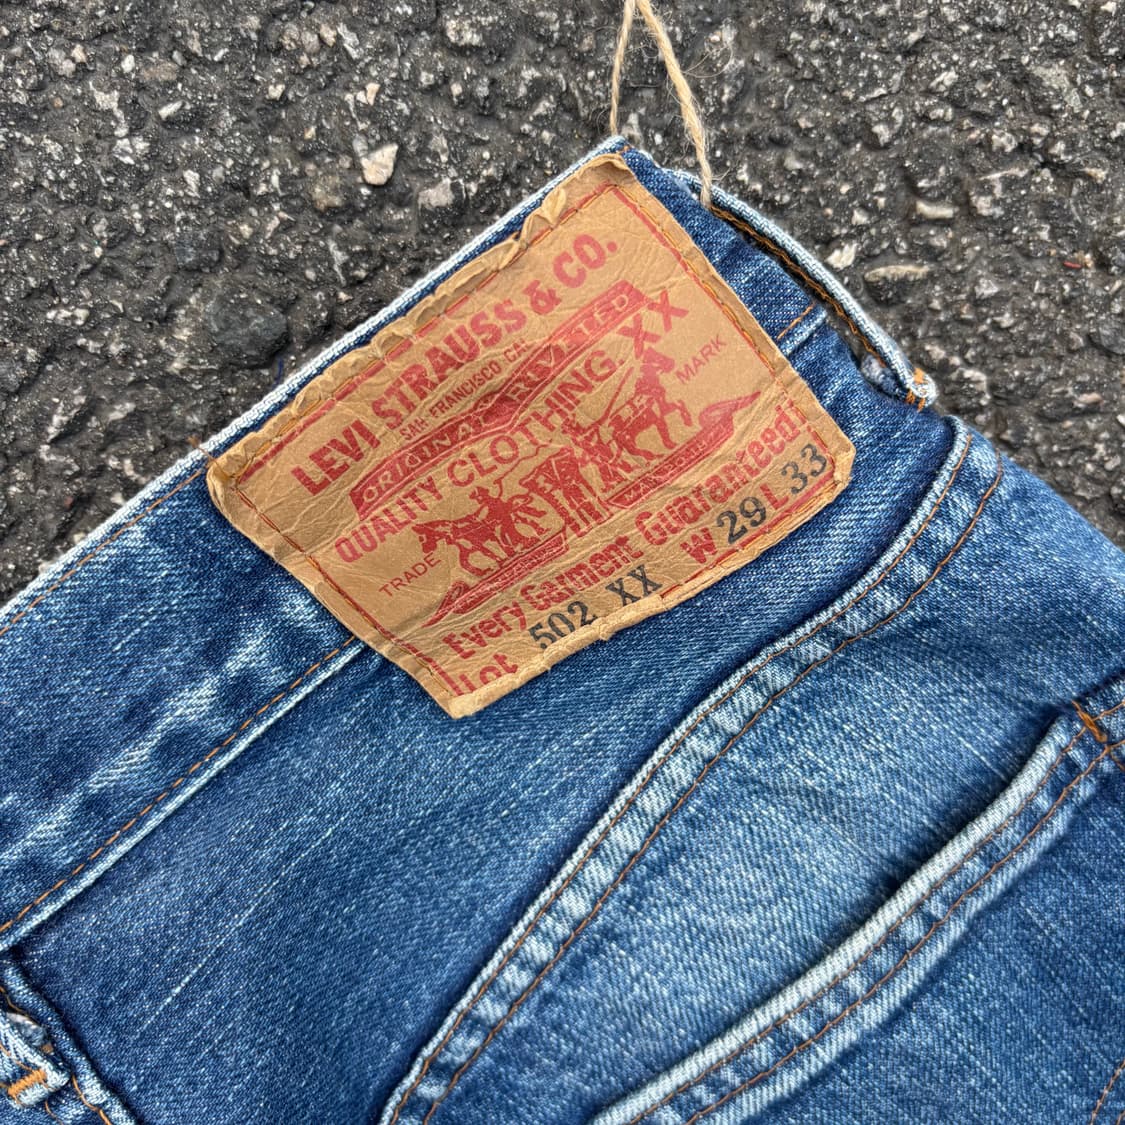 LEVI STRAUSS & CO.
SAN FRANCISCO CAL
ORIGINAL RIVETED
QUALITY CLOTHING XX
TRADE MARK
Every Garment Guaranteed!
Lot 502 XX W 29 L 33